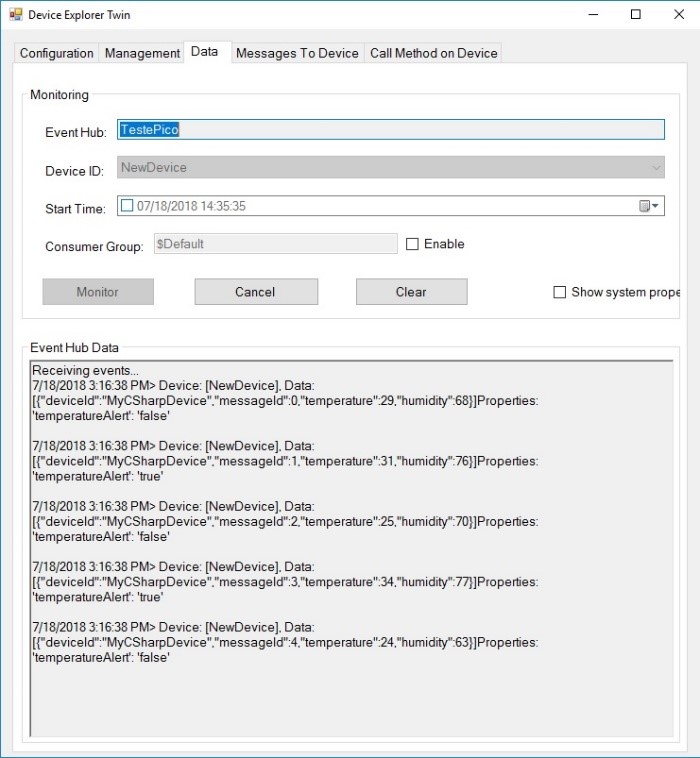 Device Explorer Twin
Configuration Management Data Messages To Device Call Method on Device
Monitoring
Event Hub: TestePico
Device ID: NewDevice
Start Time: 07/18/2018 14:35:35
Consumer Group: $Default Enable
Monitor Cancel Clear Show system prope
Event Hub Data
Receiving events...
7/18/2018 3:16:38 PM> Device: [NewDevice], Data:
[{"deviceId":"MyCSharpDevice","messageId":0,"temperature":29,"humidity":68}]Properties:
'temperatureAlert': 'false'
7/18/2018 3:16:38 PM> Device: [NewDevice], Data:
[{"deviceId":"MyCSharpDevice","messageId":1,"temperature":31,"humidity":76}]Properties:
'temperatureAlert': 'true'
7/18/2018 3:16:38 PM> Device: [NewDevice], Data:
[{"deviceId":"MyCSharpDevice","messageId":2,"temperature":25,"humidity":70}]Properties:
'temperatureAlert': 'false'
7/18/2018 3:16:38 PM> Device: [NewDevice], Data:
[{"deviceId":"MyCSharpDevice","messageId":3,"temperature":34,"humidity":77}]Properties:
'temperatureAlert': 'true'
7/18/2018 3:16:38 PM> Device: [NewDevice], Data:
[{"deviceId":"MyCSharpDevice","messageId":4,"temperature":24,"humidity":63}]Properties:
'temperatureAlert': 'false'